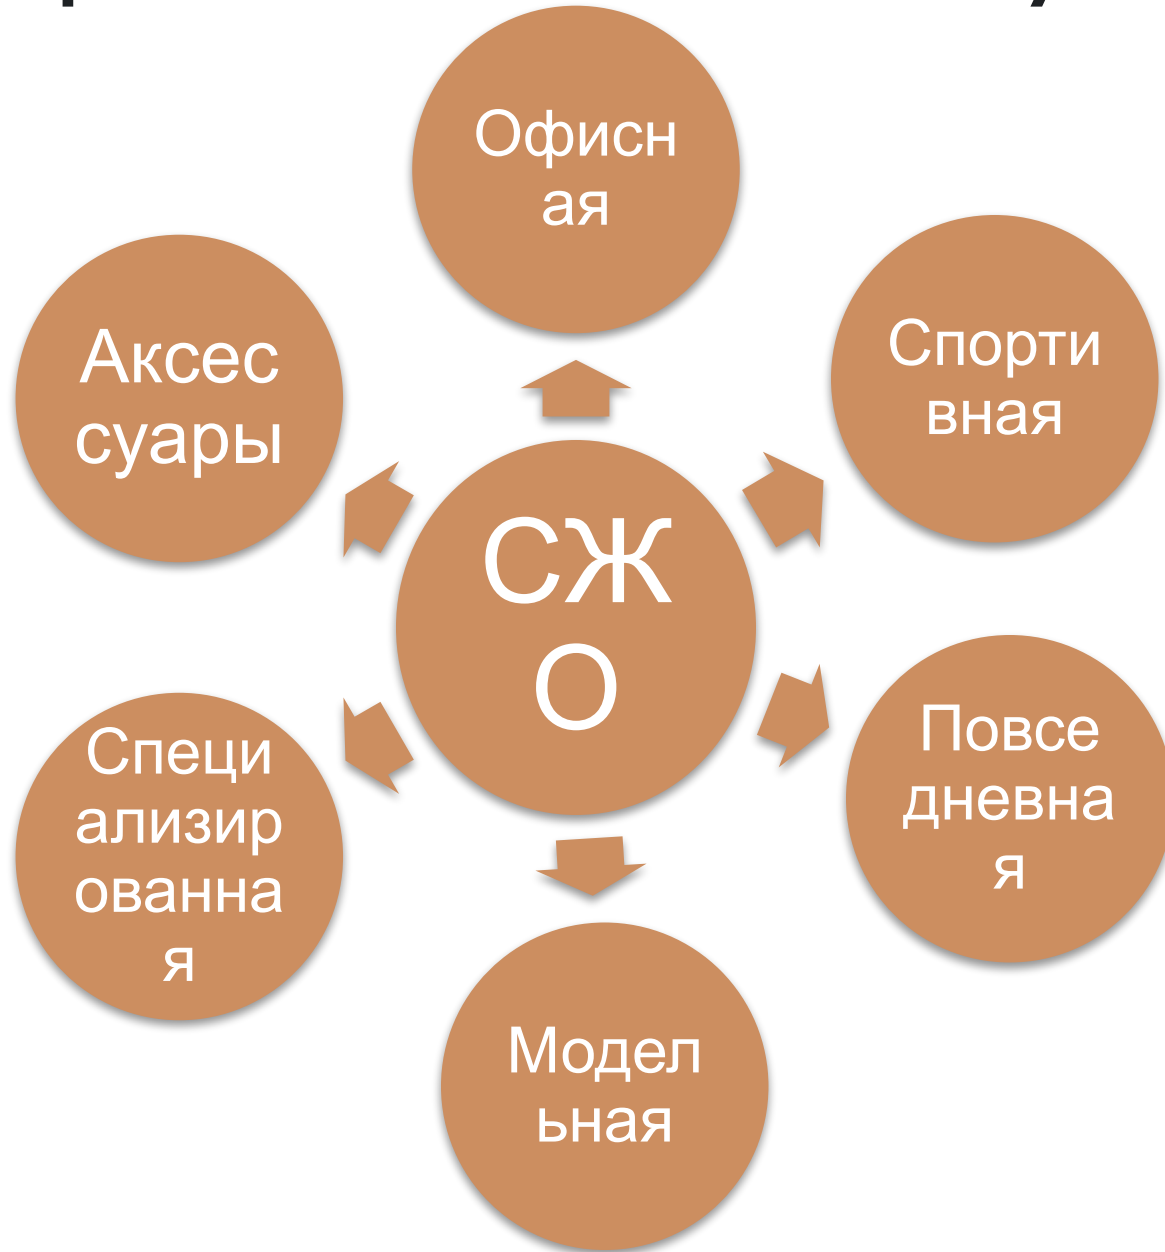 Офисн
ая
Спорти
вная
Повсе
дневна
я
Модел
ьная
Специ
ализир
ованна
я
Аксес
суары
СЖ
О